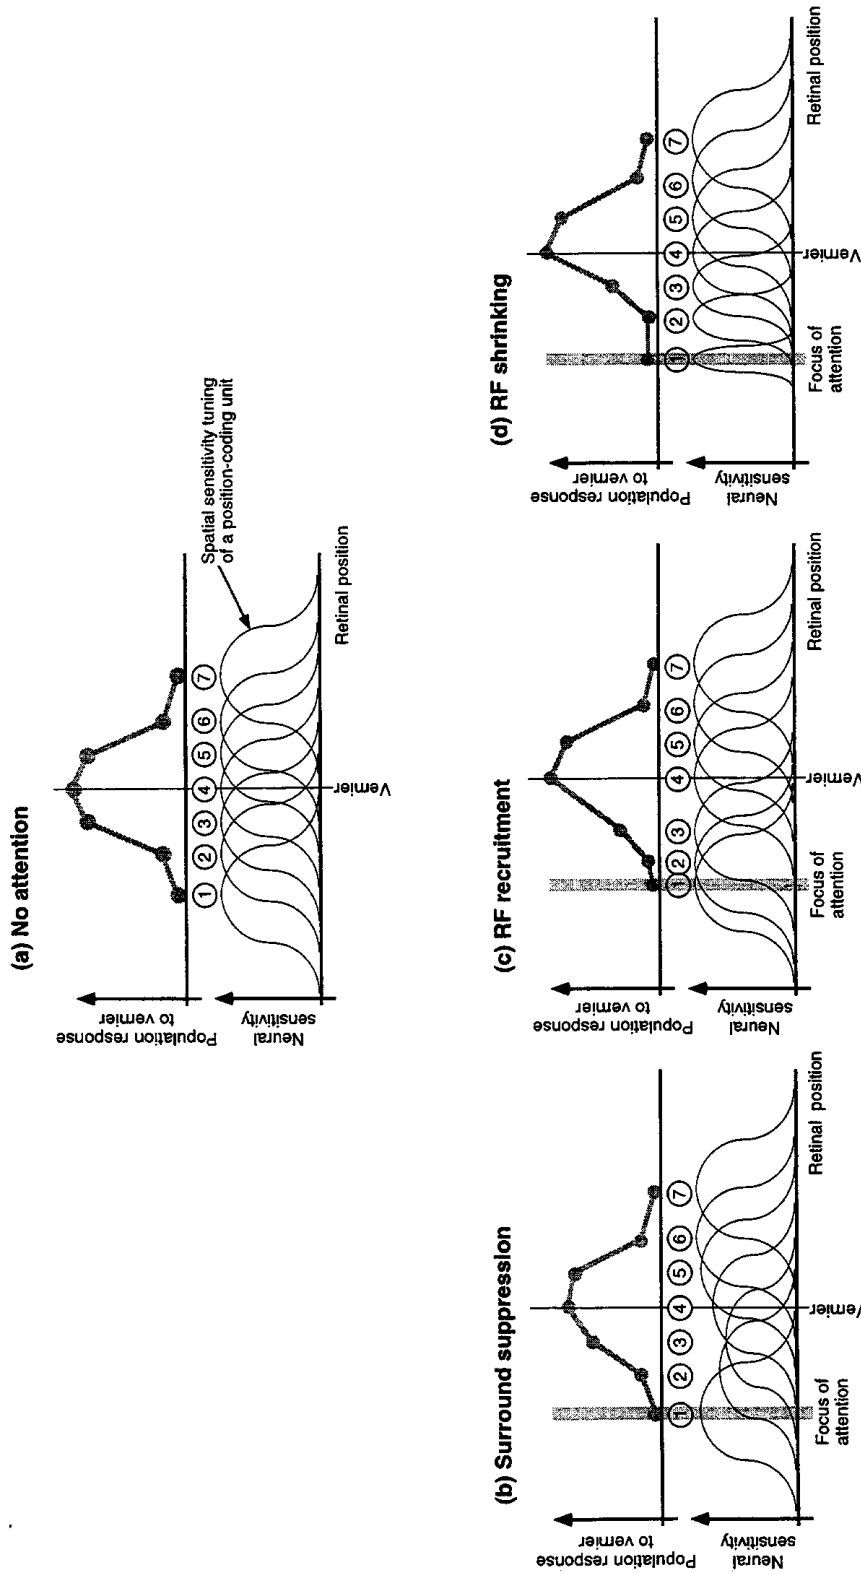 (a) No attention
Population response
to vernier
Neural
sensitivity
Spatial sensitivity tuning
of a position-coding unit
1 2 3 4 5 6 7
Vernier
Retinal position
(b) Surround suppression
Population response
to vernier
Neural
sensitivity
1 2 3 4 5 6 7
Focus of
attention
Vernier
Retinal position
(c) RF recruitment
Population response
to vernier
Neural
sensitivity
1 2 3 4 5 6 7
Focus of
attention
Vernier
Retinal position
(d) RF shrinking
Population response
to vernier
Neural
sensitivity
1 2 3 4 5 6 7
Focus of
attention
Vernier
Retinal position